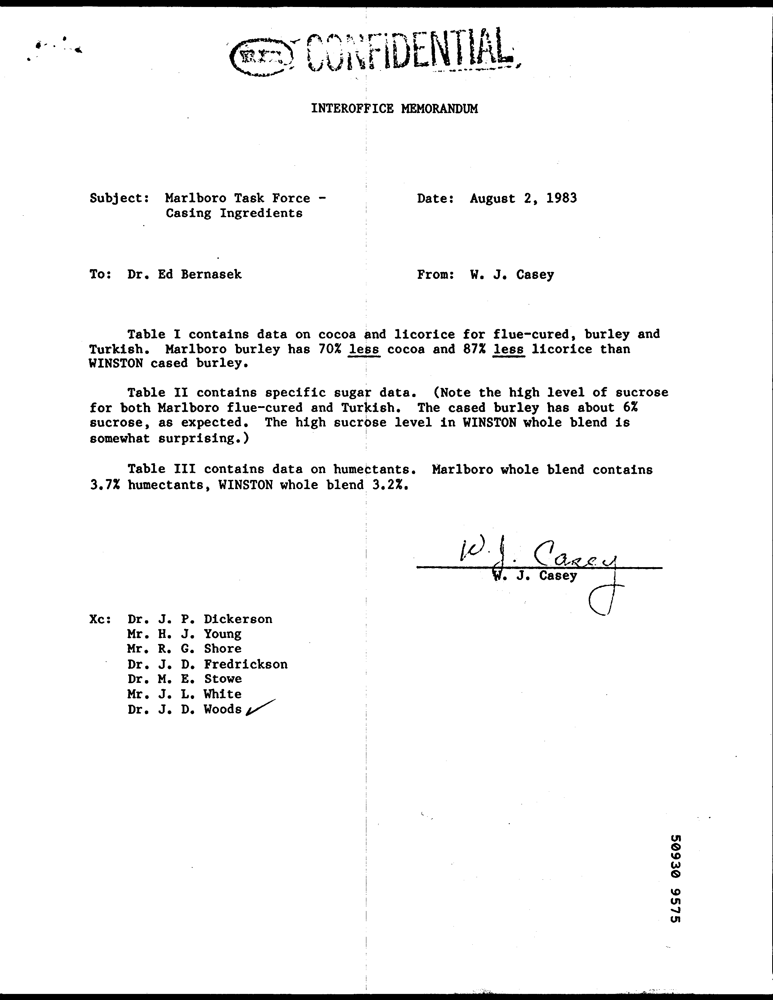 RJR CONFIDENTIAL
INTEROFFICE MEMORANDUM
Subject: Marlboro Task Force - Date: August 2, 1983
Casing Ingredients
To: Dr. Ed Bernasek From: W. J. Casey
Table I contains data on cocoa and licorice for flue-cured, burley and
Turkish. Marlboro burley has 70% less cocoa and 87% less licorice than
WINSTON cased burley.
Table II contains specific sugar data. (Note the high level of sucrose
for both Marlboro flue-cured and Turkish. The cased burley has about 6%
sucrose, as expected. The high sucrose level in WINSTON whole blend is
somewhat surprising.)
Table III contains data on humectants. Marlboro whole blend contains
3.7% humectants, WINSTON whole blend 3.2%.
W. J. Casey
W. J. Casey
Xc: Dr. J. P. Dickerson
Mr. H. J. Young
Mr. R. G. Shore
Dr. J. D. Fredrickson
Dr. M. E. Stowe
Mr. J. L. White
Dr. J. D. Woods
50930 9575